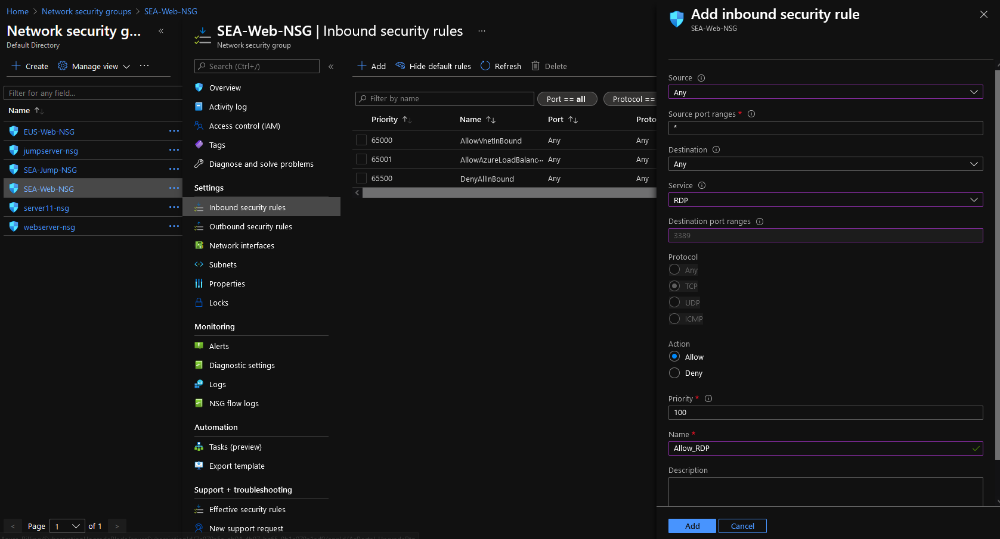 Home > Network security groups > SEA-Web-NSG
Network security g... «
Default Directory
+ Create Manage view ···
Filter for any field...
Name ↑↓
EUS-Web-NSG ···
jumpserver-nsg ···
SEA-Jump-NSG ···
SEA-Web-NSG ···
server11-nsg ···
webserver-nsg ···
< Page 1 of 1 >
SEA-Web-NSG | Inbound security rules ···
Network security group
Search (Ctrl+/) «
Overview
Activity log
Access control (IAM)
Tags
Diagnose and solve problems
Settings
Inbound security rules
Outbound security rules
Network interfaces
Subnets
Properties
Locks
Monitoring
Alerts
Diagnostic settings
Logs
NSG flow logs
Automation
Tasks (preview)
Export template
Support + troubleshooting
Effective security rules
New support request
+ Add Hide default rules Refresh Delete
Filter by name Port == all Protocol ==
Priority ↑↓ Name ↑↓ Port ↑↓ Proto
65000 AllowVnetInBound Any Any
65001 AllowAzureLoadBalanc... Any Any
65500 DenyAllInBound Any Any
Add inbound security rule
SEA-Web-NSG
Source
Any
Source port ranges *
*
Destination
Any
Service
RDP
Destination port ranges
3389
Protocol
Any
TCP
UDP
ICMP
Action
Allow
Deny
Priority *
100
Name *
Allow_RDP
Description
Add Cancel